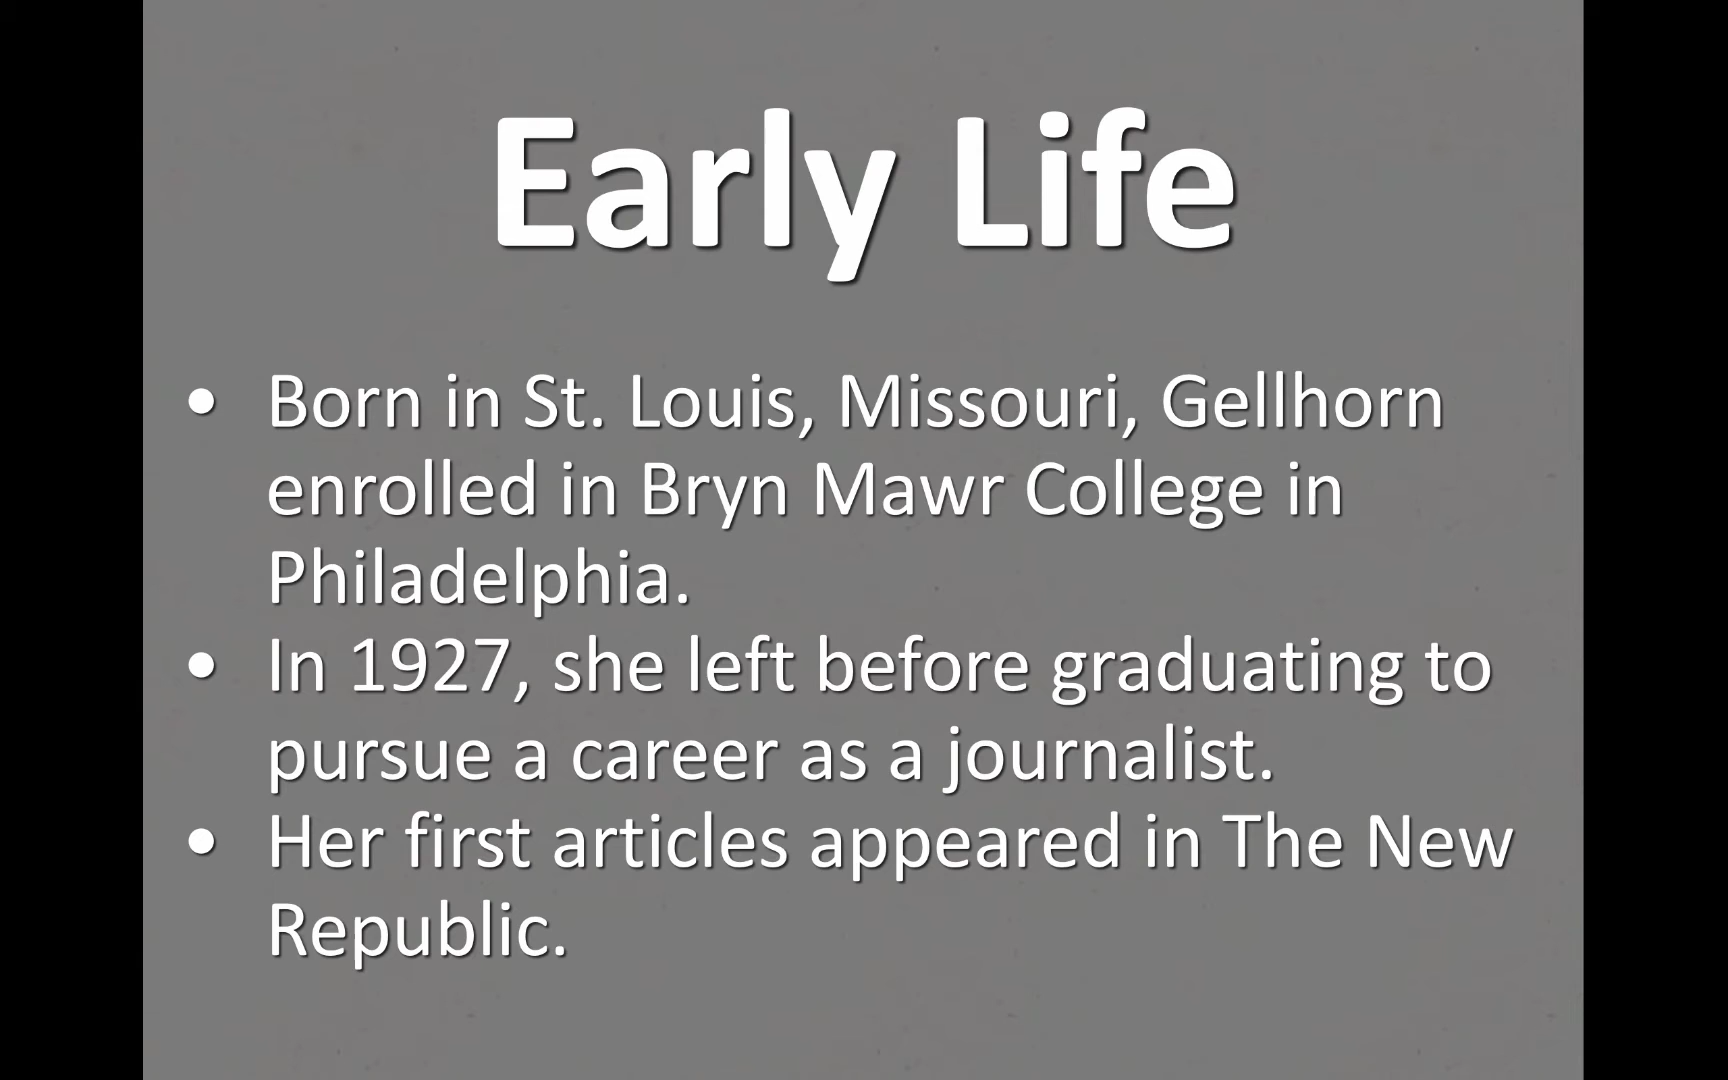 Early Life
• Born in St. Louis, Missouri, Gellhorn
enrolled in Bryn Mawr College in
Philadelphia.
• In 1927, she left before graduating to
pursue a career as a journalist.
• Her first articles appeared in The New
Republic.